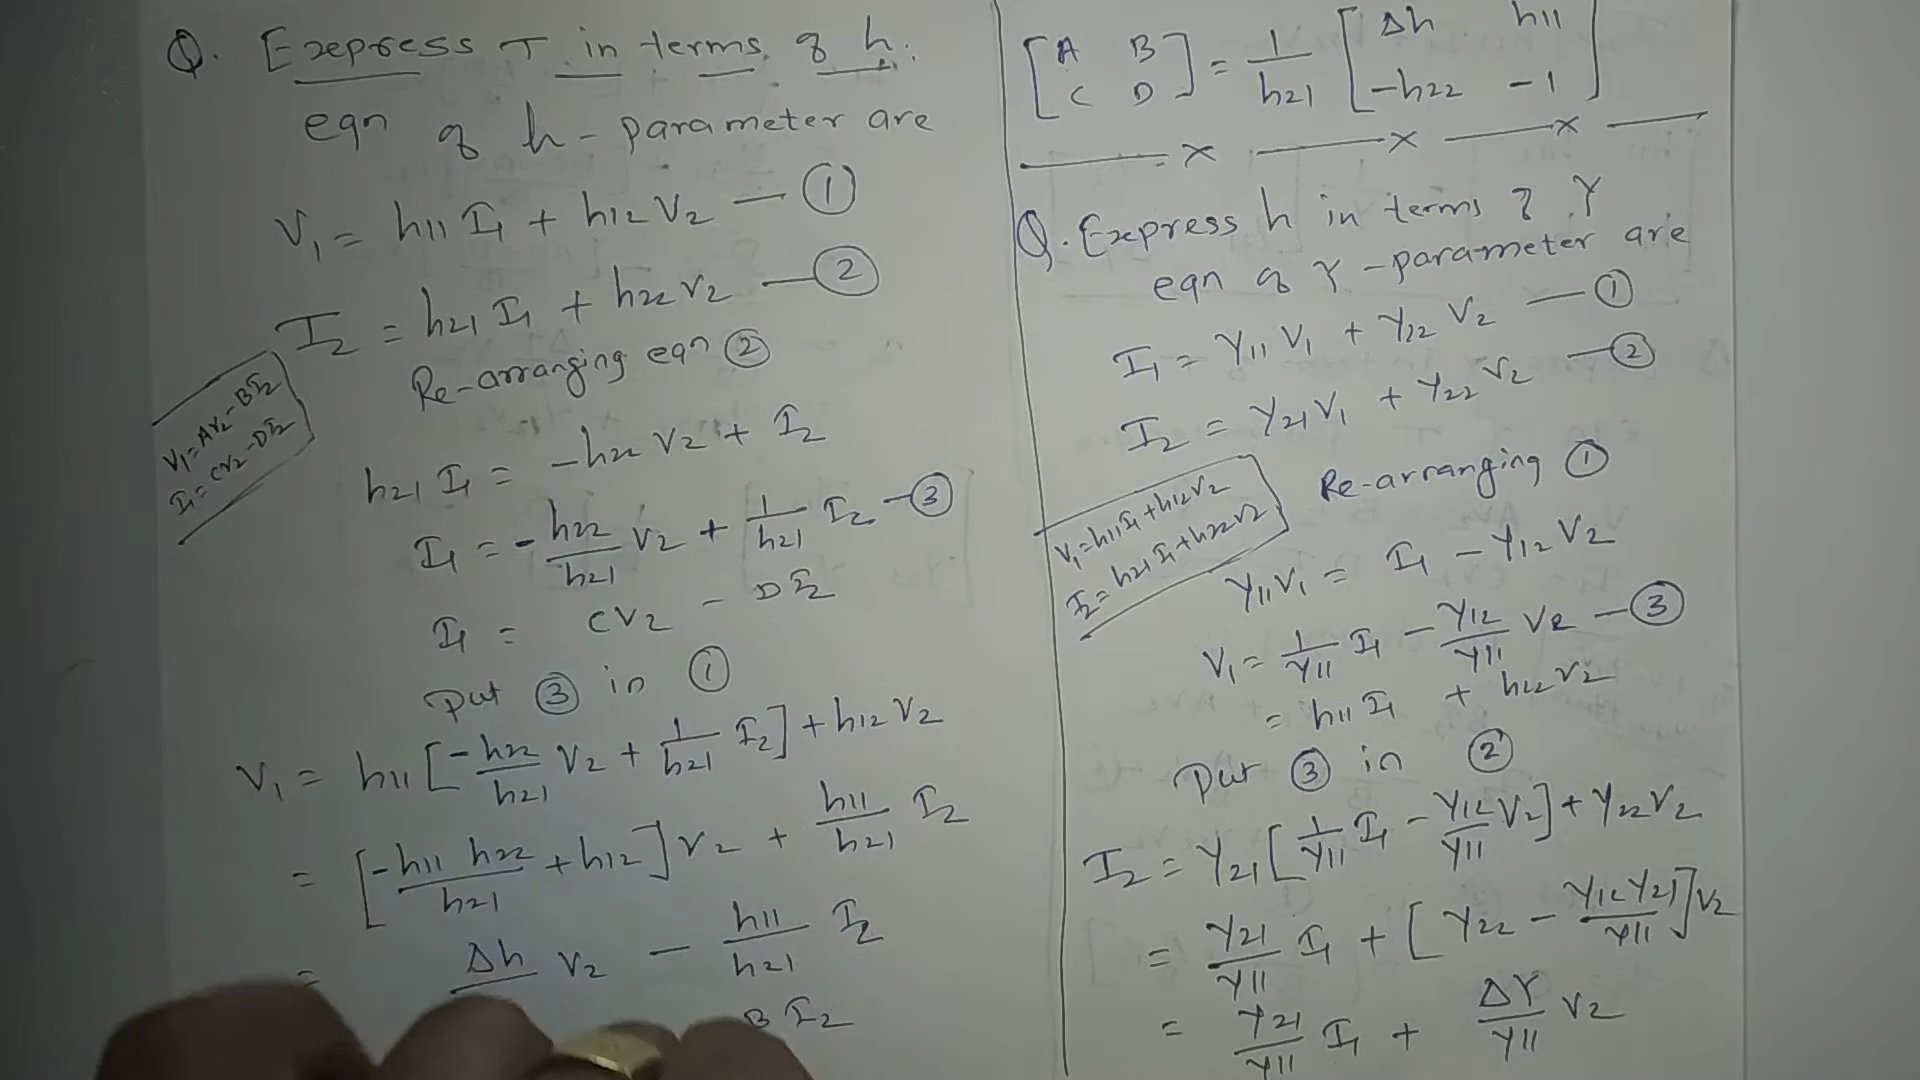 Q. Express T in terms of h.
eqn of h-parameter are
V1 = h11 I1 + h12 V2 — ①
I2 = h21 I1 + h22 V2 — ②
Re-arranging eqn ②
V1 = AV2 - BI2
I1 = CV2 - DI2
h21 I1 = -h22 V2 + I2
I1 = - h22/h21 V2 + 1/h21 I2 — ③
I1 = CV2 - DI2
Put ③ in ①
V1 = h11 [ -h22/h21 V2 + 1/h21 I2 ] + h12 V2
= [ -h11 h22/h21 + h12 ] V2 + h11/h21 I2
= Δh V2 - h11/h21 I2
B I2
[ A B C D ] = 1/h21 [ Δh h11
-h22 -1 ]
— x — x — x —
Q. Express h in terms of Y
eqn of Y-parameter are
I1 = Y11 V1 + Y12 V2 — ①
I2 = Y21 V1 + Y22 V2 — ②
Re-arranging ①
V1 = h11 I1 + h12 V2
I2 = h21 I1 + h22 V2
Y11 V1 = I1 - Y12 V2
V1 = 1/Y11 I1 - Y12/Y11 V2 — ③
= h11 I1 + h12 V2
Put ③ in ②
I2 = Y21 [ 1/Y11 I1 - Y12/Y11 V2 ] + Y22 V2
= Y21/Y11 I1 + [ Y22 - Y12 Y21/Y11 ] V2
= Y21/Y11 I1 + ΔY/Y11 V2